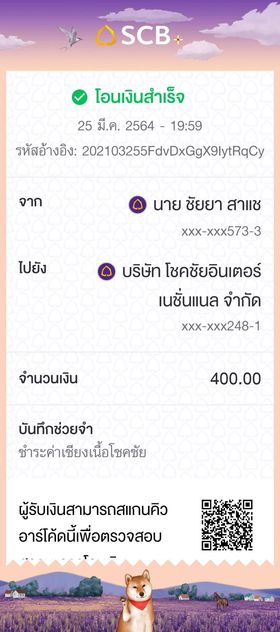 SCB
โอนเงินสำเร็จ
25 มี.ค. 2564 - 19:59
รหัสอ้างอิง: 202103255FdvDxGgX9IytRqCy
จาก
นาย ชัยยา สาแช
xxx-xxx573-3
ไปยัง
บริษัท โชคชัยอินเตอร์
เนชั่นแนล จำกัด
xxx-xxx248-1
จำนวนเงิน
400.00
บันทึกช่วยจำ
ชำระค่าเชียงเนื้อโชคชัย
ผู้รับเงินสามารถสแกนคิว
อาร์โค้ดนี้เพื่อตรวจสอบ